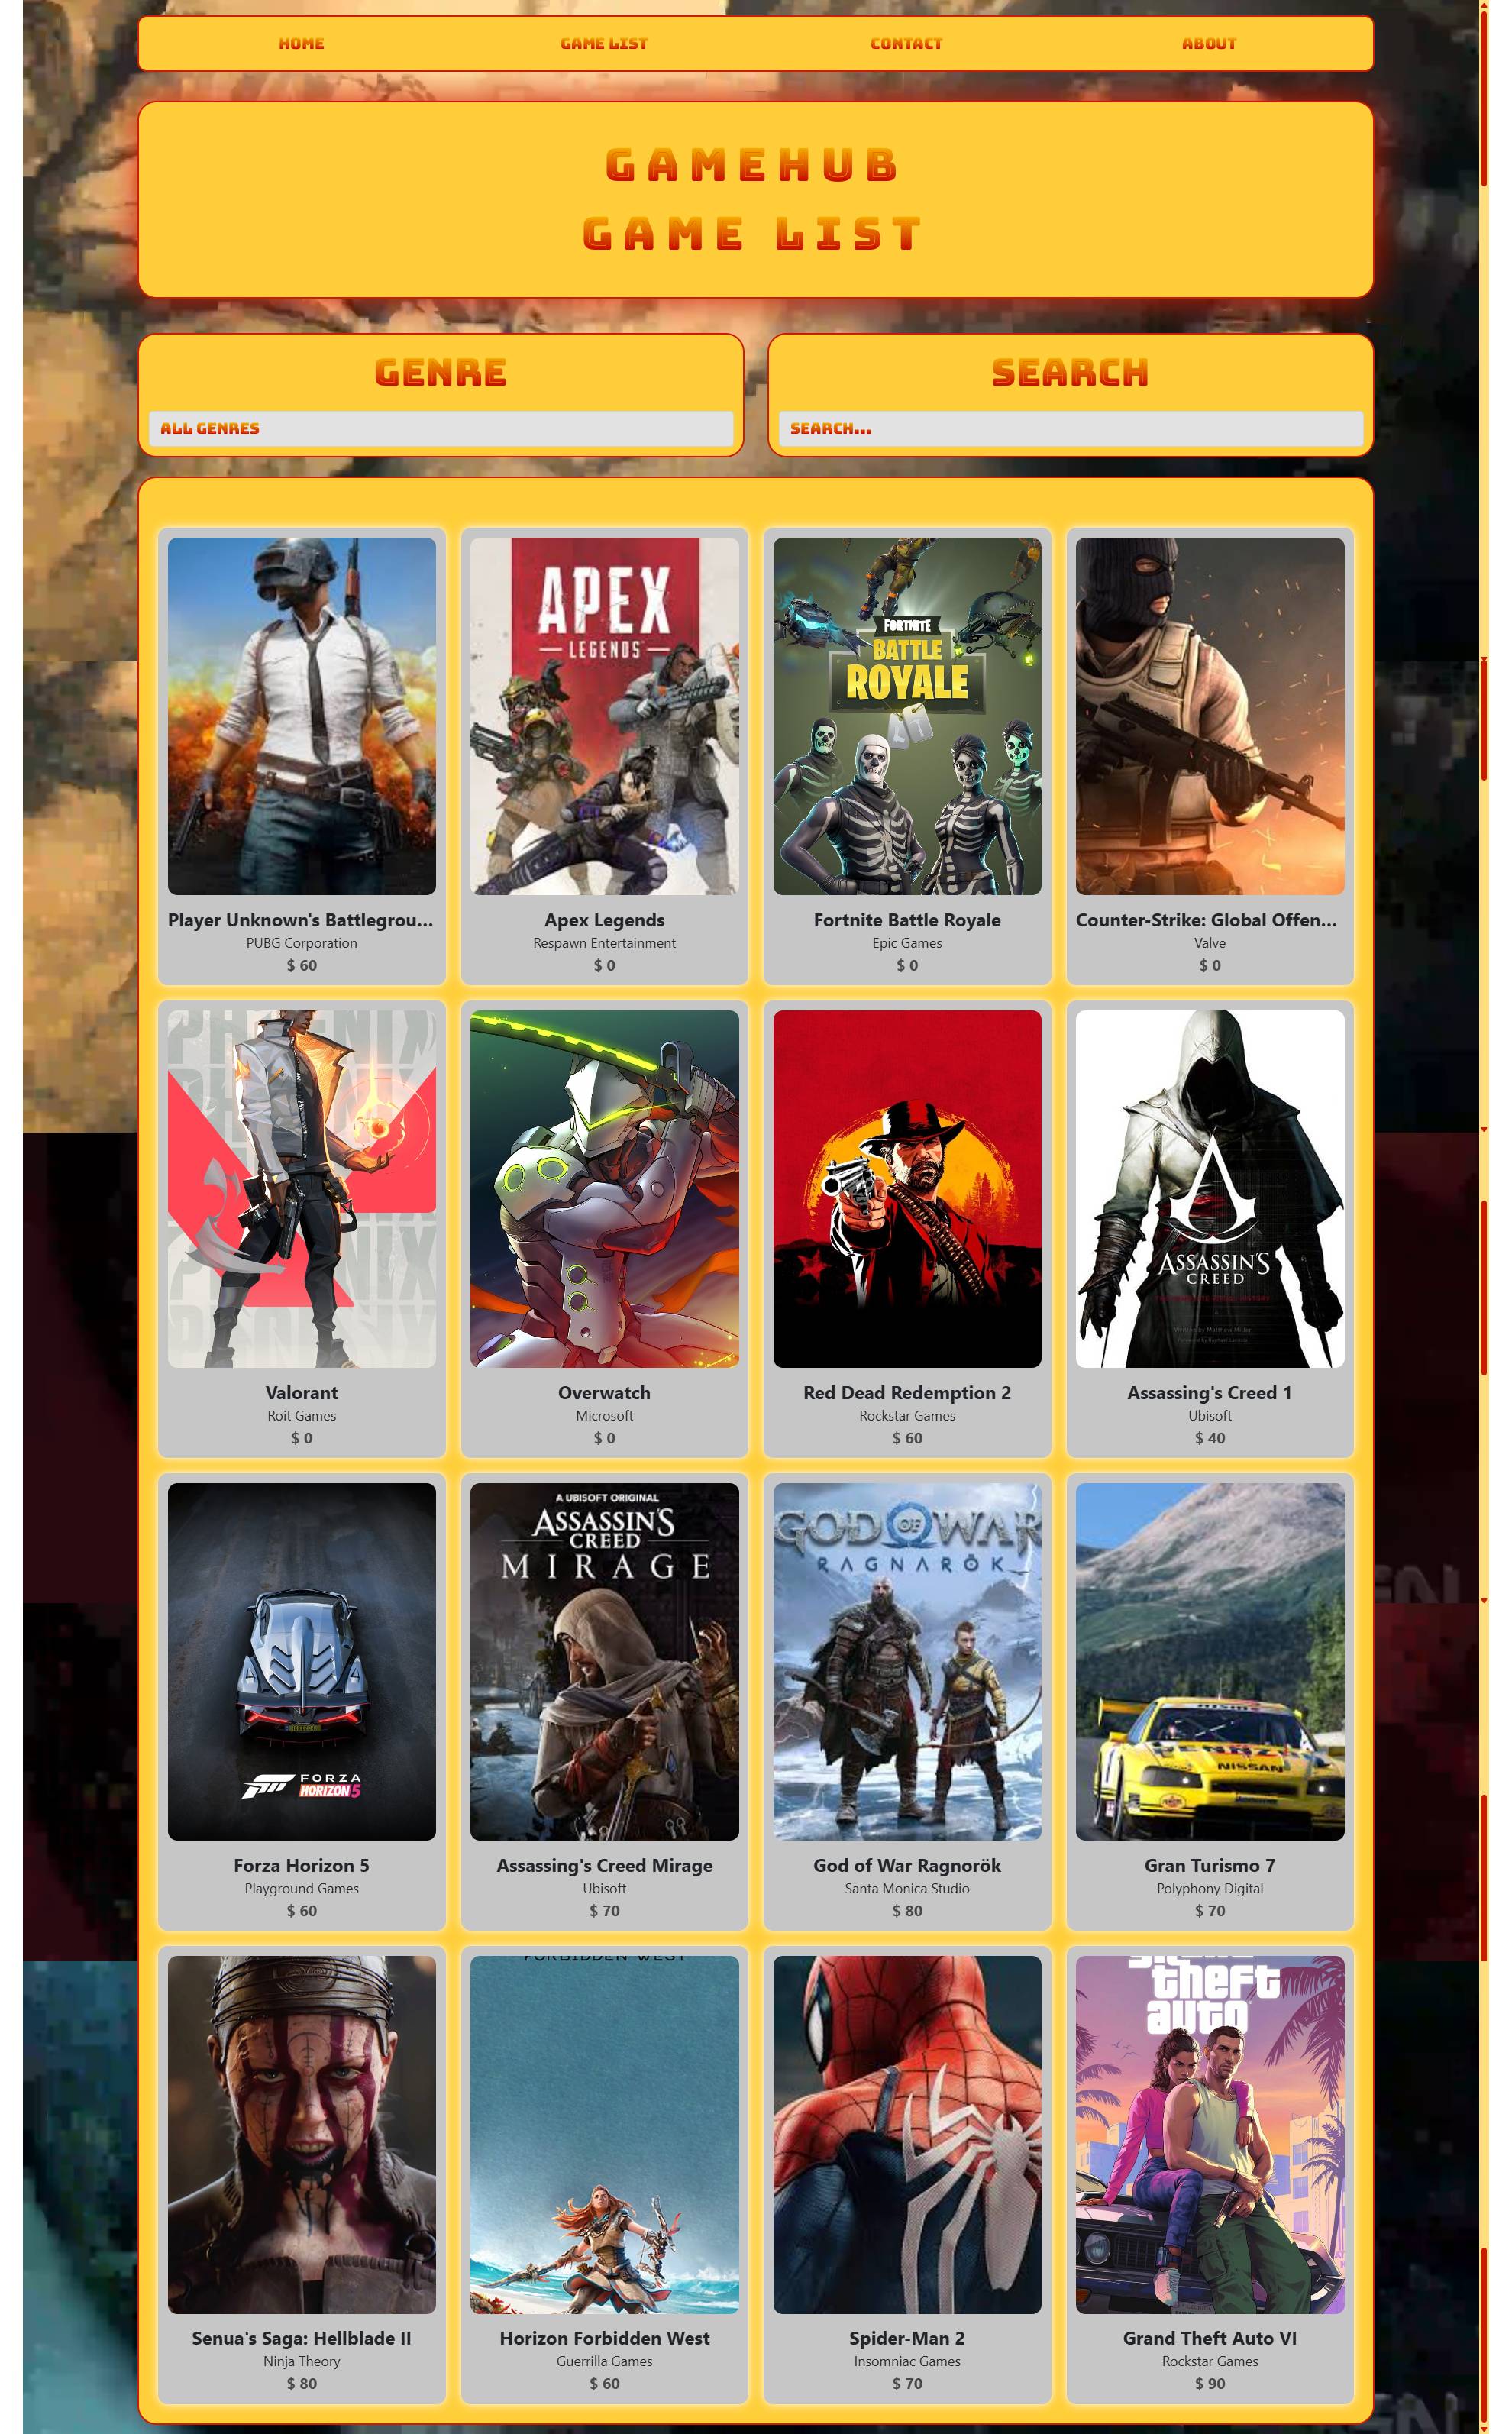 HOME
GAME LIST
CONTACT
ABOUT
GAMEHUB
GAME LIST
GENRE
SEARCH
ALL GENRES
SEARCH...
APEX
LEGENDS
FORTNITE
BATTLE
ROYALE
Player Unknown's Battlegrou...
PUBG Corporation
$ 60
Apex Legends
Respawn Entertainment
$ 0
Fortnite Battle Royale
Epic Games
$ 0
Counter-Strike: Global Offen...
Valve
$ 0
ASSASSIN'S
CREED
Valorant
Roit Games
$ 0
Overwatch
Microsoft
$ 0
Red Dead Redemption 2
Rockstar Games
$ 60
Assassing's Creed 1
Ubisoft
$ 40
FORZA
HORIZON 5
A UBISOFT ORIGINAL
ASSASSIN'S
CREED
MIRAGE
GOD OF WAR
RAGNARÖK
NISSAN
Forza Horizon 5
Playground Games
$ 60
Assassing's Creed Mirage
Ubisoft
$ 70
God of War Ragnorök
Santa Monica Studio
$ 80
Gran Turismo 7
Polyphony Digital
$ 70
FORBIDDEN WEST
theft
auto
Senua's Saga: Hellblade II
Ninja Theory
$ 80
Horizon Forbidden West
Guerrilla Games
$ 60
Spider-Man 2
Insomniac Games
$ 70
Grand Theft Auto VI
Rockstar Games
$ 90